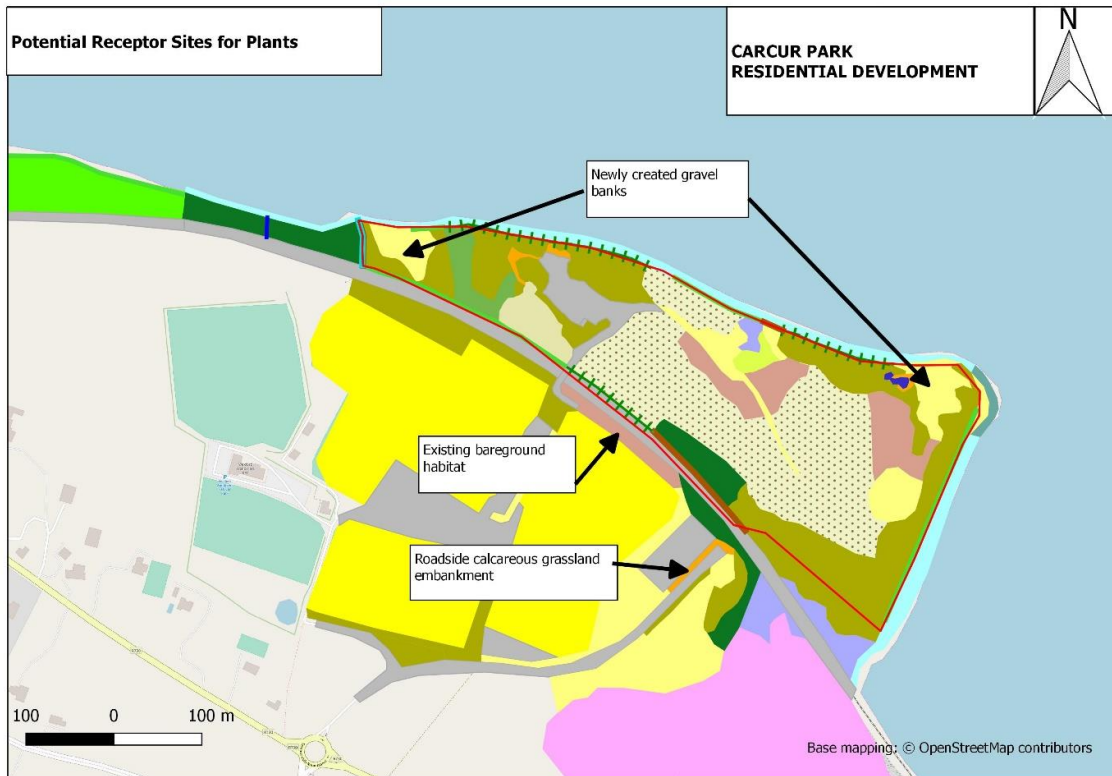 Potential Receptor Sites for Plants
CARCUR PARK
RESIDENTIAL DEVELOPMENT
N
Newly created gravel
banks
Existing bareground
habitat
Roadside calcareous grassland
embankment
100 0 100 m
Base mapping: © OpenStreetMap contributors